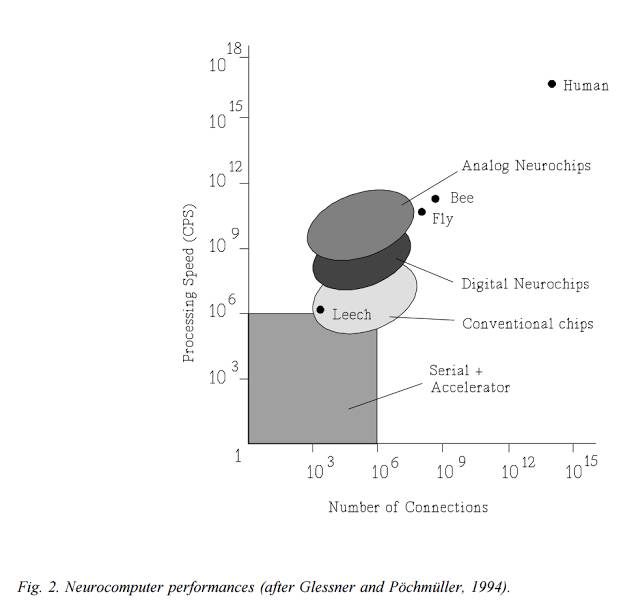 10 18
10 15
10 12
10 9
10 6
10 3
1
Processing Speed (CPS)
Human
Analog Neurochips
Bee
Fly
Digital Neurochips
Leech
Conventional chips
Serial +
Accelerator
10 3
10 6
10 9
10 12
10 15
Number of Connections
Fig. 2. Neurocomputer performances (after Glessner and Pöchmüller, 1994).